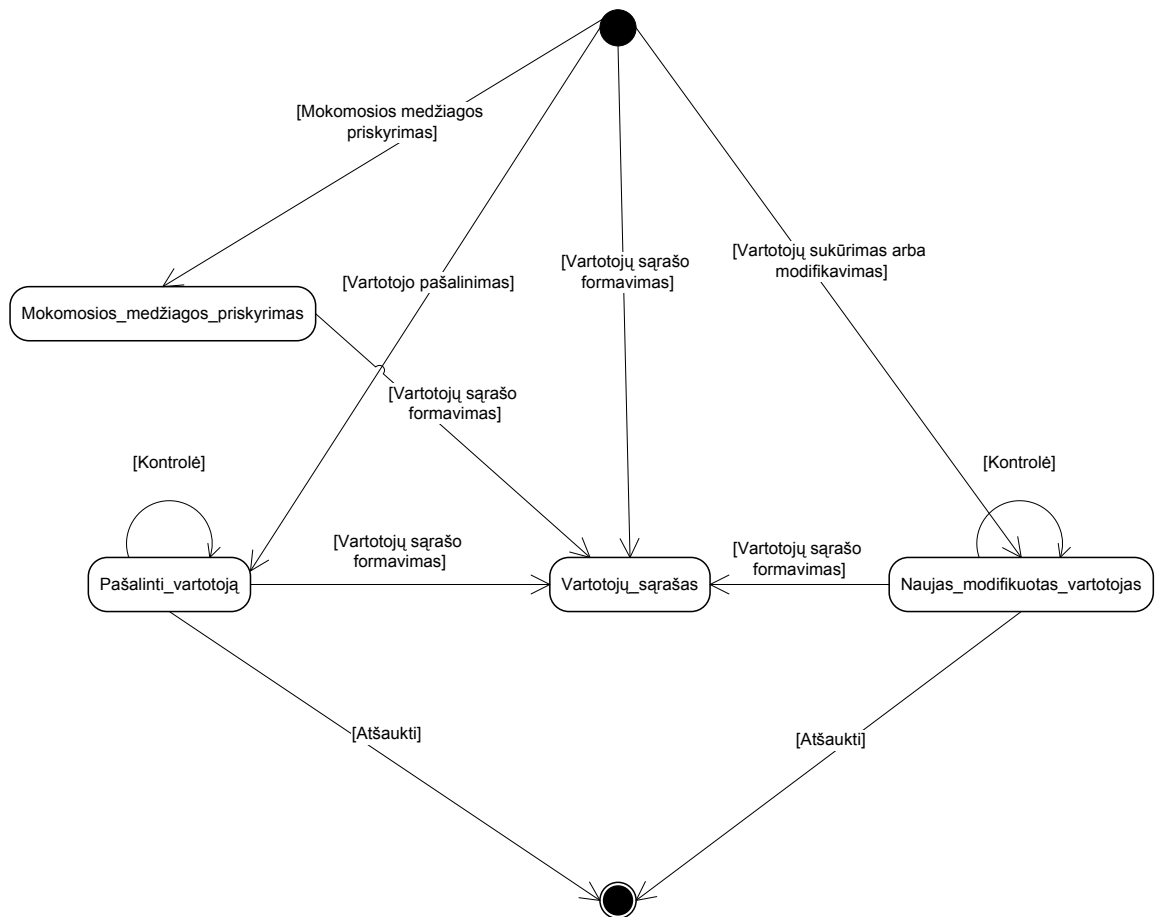 [Mokomosios medžiagos
priskyrimas]
[Vartotojų sukūrimas arba
modifikavimas]
[Vartotojų sąrašo
formavimas]
[Vartotojo pašalinimas]
Mokomosios_medžiagos_priskyrimas
[Vartotojų sąrašo
formavimas]
[Kontrolė]
[Kontrolė]
[Vartotojų sąrašo
formavimas]
[Vartotojų sąrašo
formavimas]
Pašalinti_vartotoją
Vartotojų_sąrašas
Naujas_modifikuotas_vartotojas
[Atšaukti]
[Atšaukti]